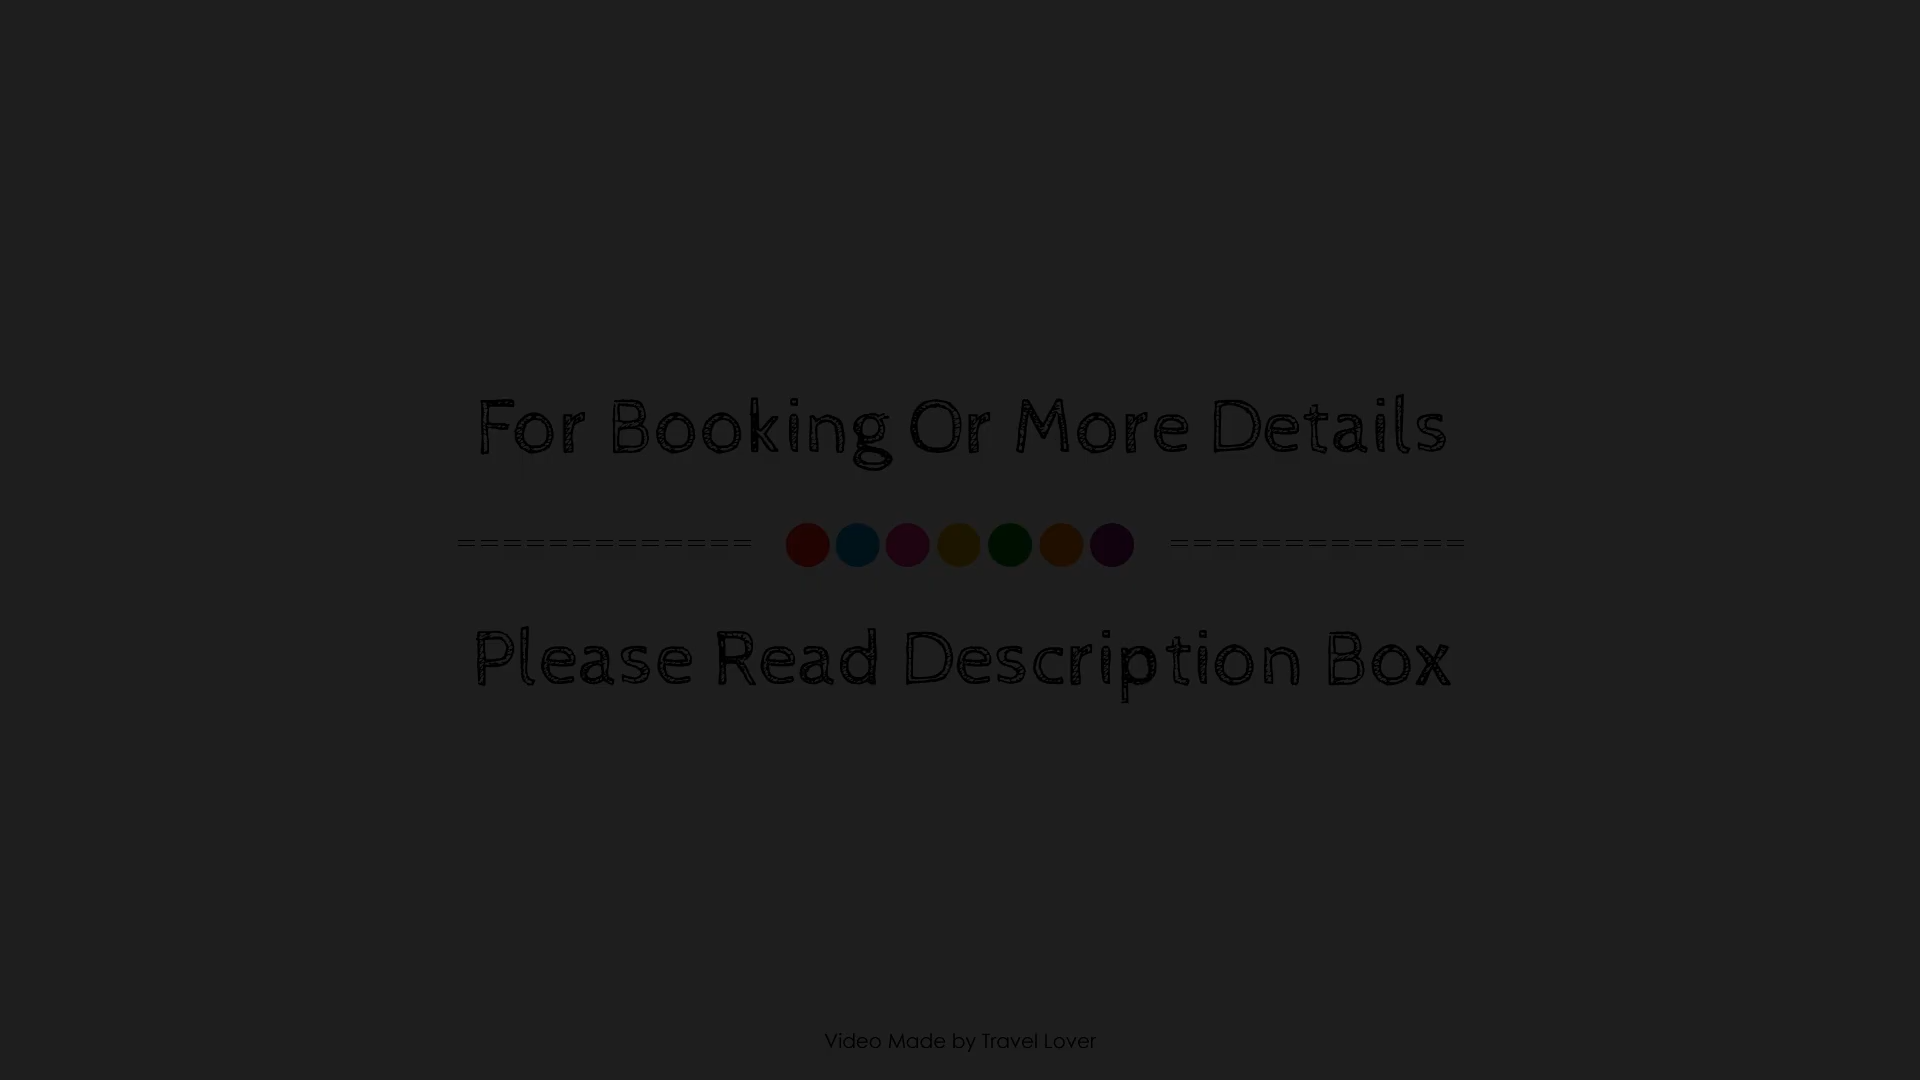 For Booking Or More Details
============= =============
Please Read Description Box
Video Made by Travel Lover